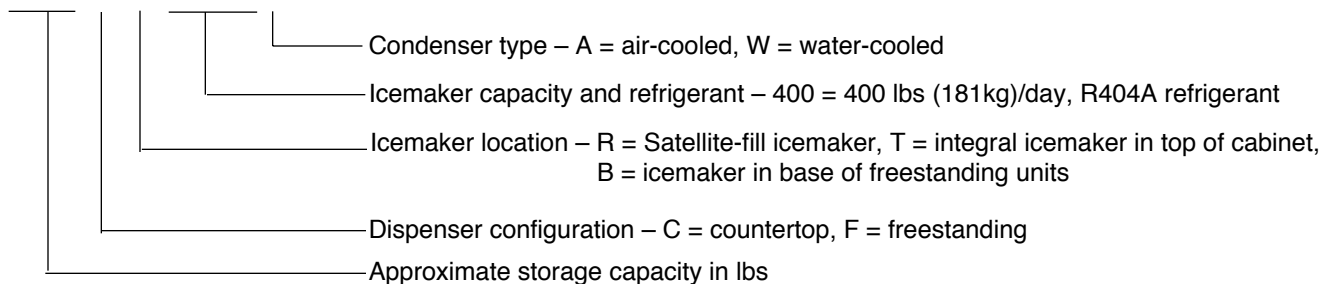 Condenser type – A = air-cooled, W = water-cooled
Icemaker capacity and refrigerant – 400 = 400 lbs (181kg)/day, R404A refrigerant
Icemaker location – R = Satellite-fill icemaker, T = integral icemaker in top of cabinet,
B = icemaker in base of freestanding units
Dispenser configuration – C = countertop, F = freestanding
Approximate storage capacity in lbs